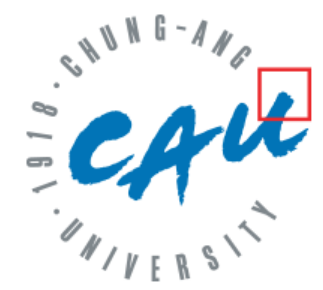 CHUNG-ANG
CAU
UNIVERSITY
· 1918 ·